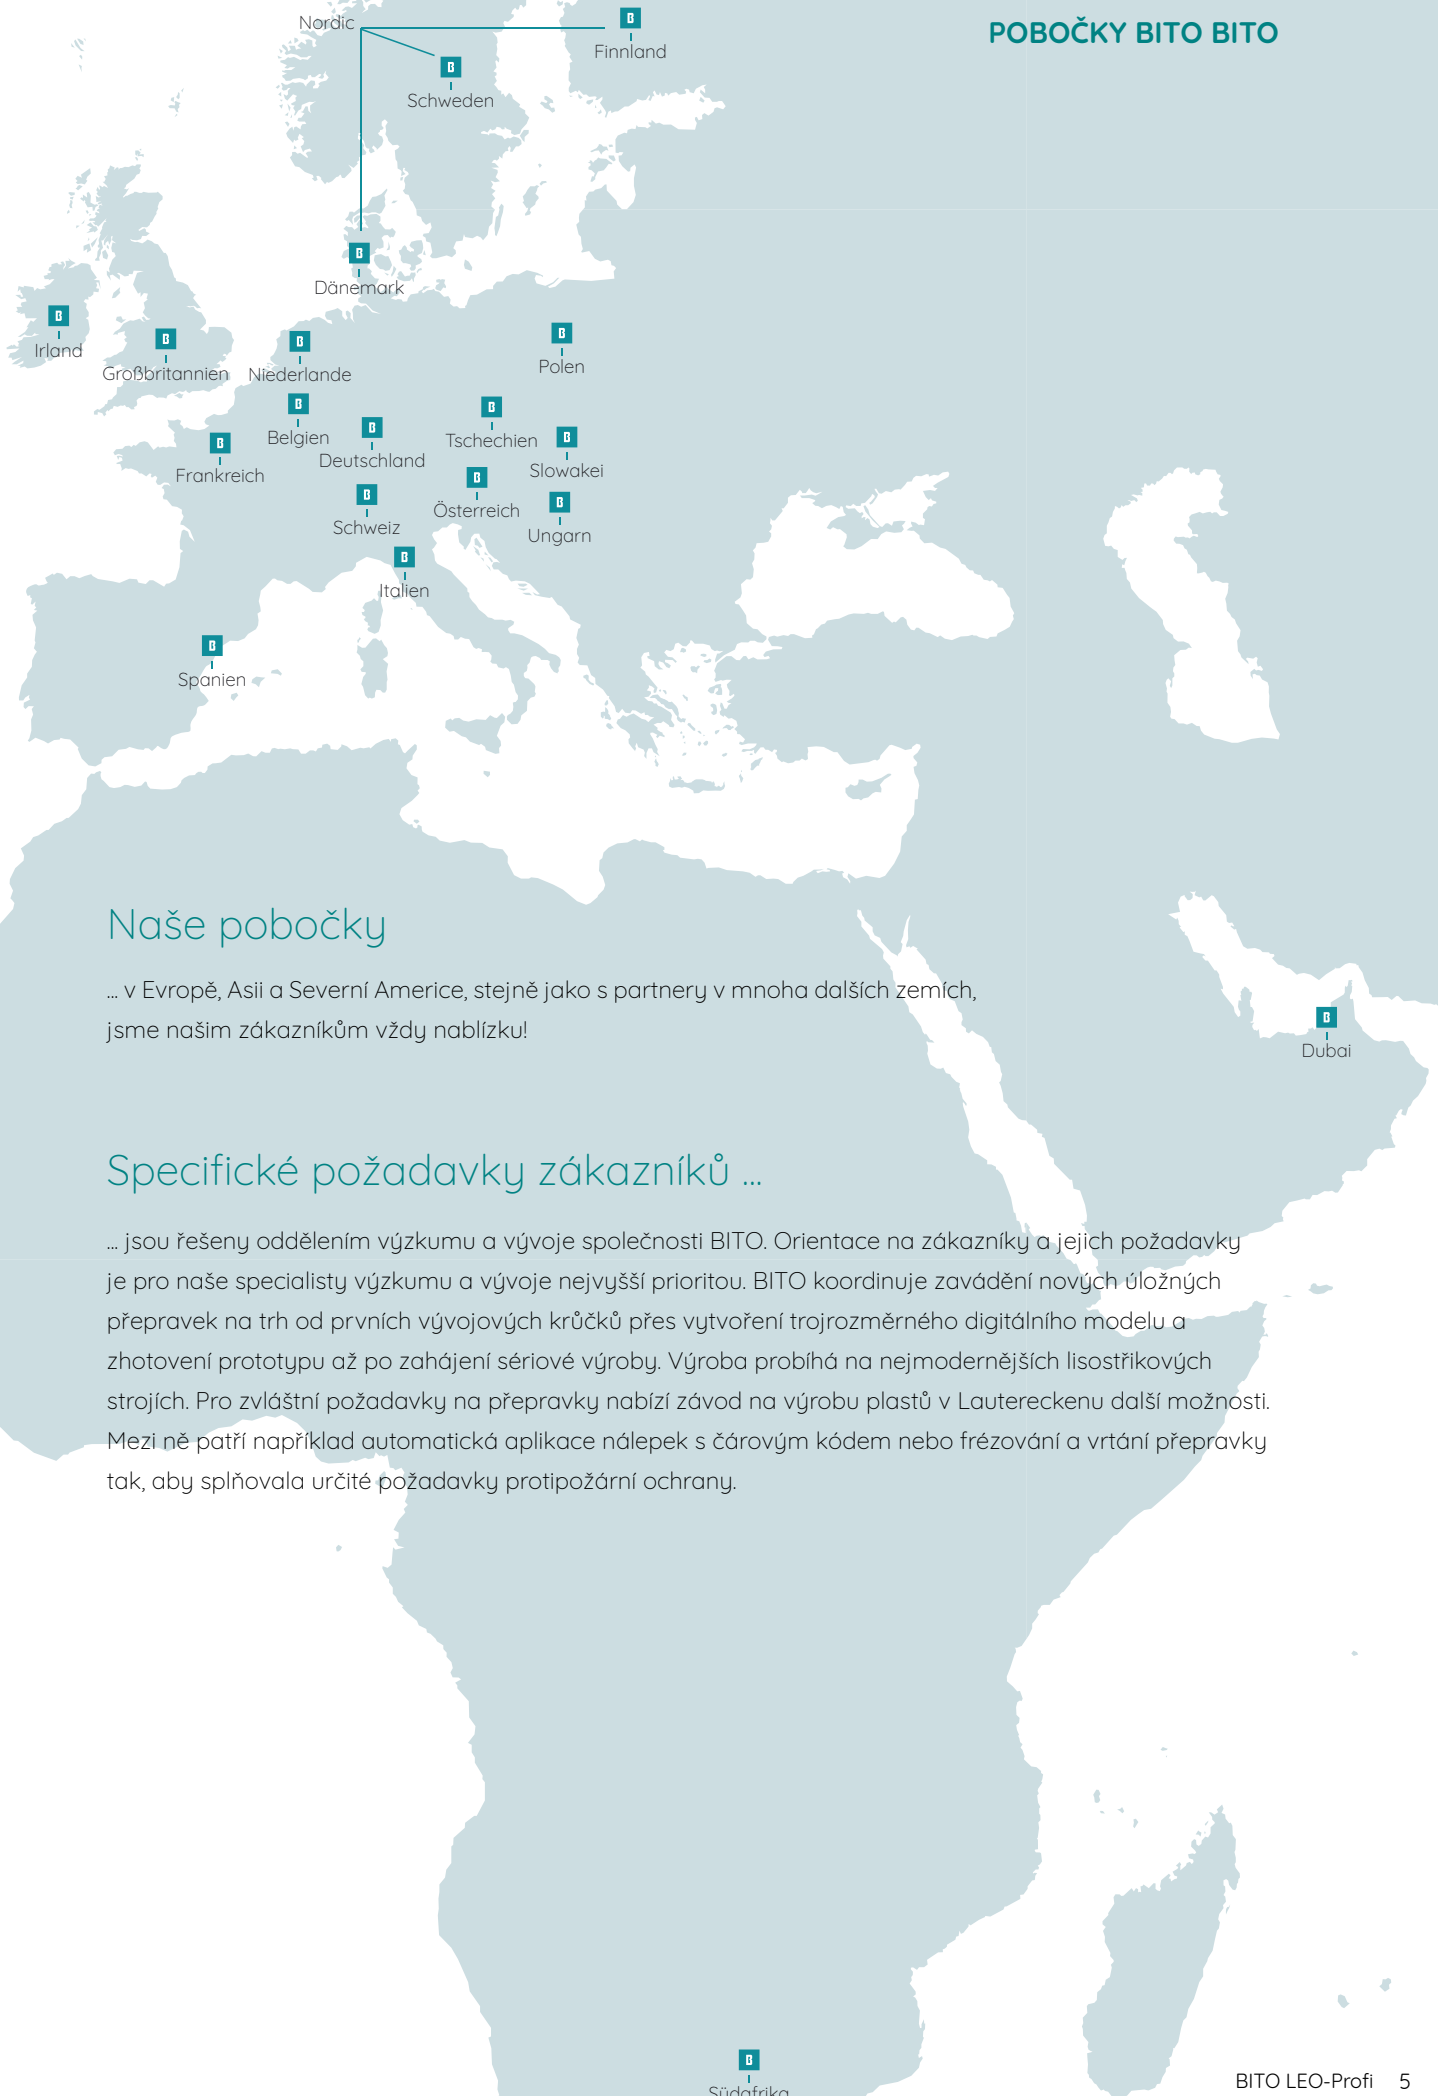 Nordic
POBOČKY BITO BITO
Finnland
Schweden
Dänemark
Irland
Großbritannien
Niederlande
Polen
Belgien
Deutschland
Tschechien
Slowakei
Frankreich
Österreich
Schweiz
Ungarn
Italien
Spanien
Naše pobočky
... v Evropě, Asii a Severní Americe, stejně jako s partnery v mnoha dalších zemích,
jsme našim zákazníkům vždy nablízku!
Dubai
Specifické požadavky zákazníků ...
... jsou řešeny oddělením výzkumu a vývoje společnosti BITO. Orientace na zákazníky a jejich požadavky
je pro naše specialisty výzkumu a vývoje nejvyšší prioritou. BITO koordinuje zavádění nových úložných
přepravek na trh od prvních vývojových krůčků přes vytvoření trojrozměrného digitálního modelu a
zhotovení prototypu až po zahájení sériové výroby. Výroba probíhá na nejmodernějších lisostřikových
strojích. Pro zvláštní požadavky na přepravky nabízí závod na výrobu plastů v Lautereckenu další možnosti.
Mezi ně patří například automatická aplikace nálepek s čárovým kódem nebo frézování a vrtání přepravky
tak, aby splňovala určité požadavky protipožární ochrany.
Südafrika
BITO LEO-Profi 5